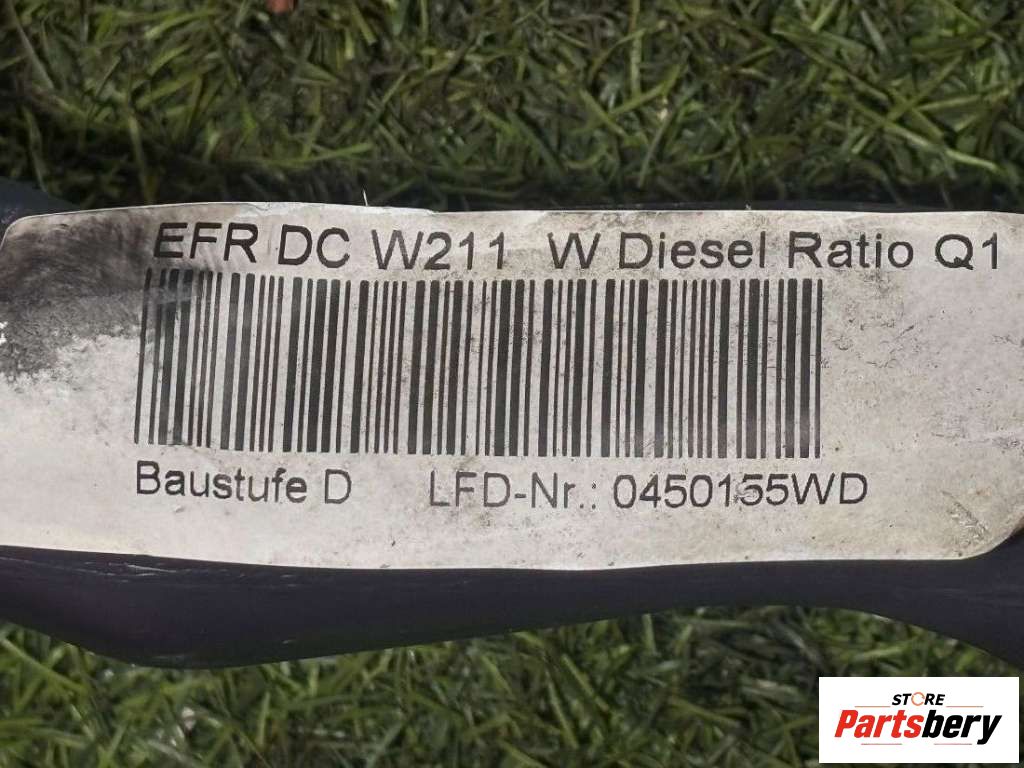 EFR DC W211 W Diesel Ratio Q1
Baustufe D LFD-Nr.: 0450155WD
STORE
Partsbery